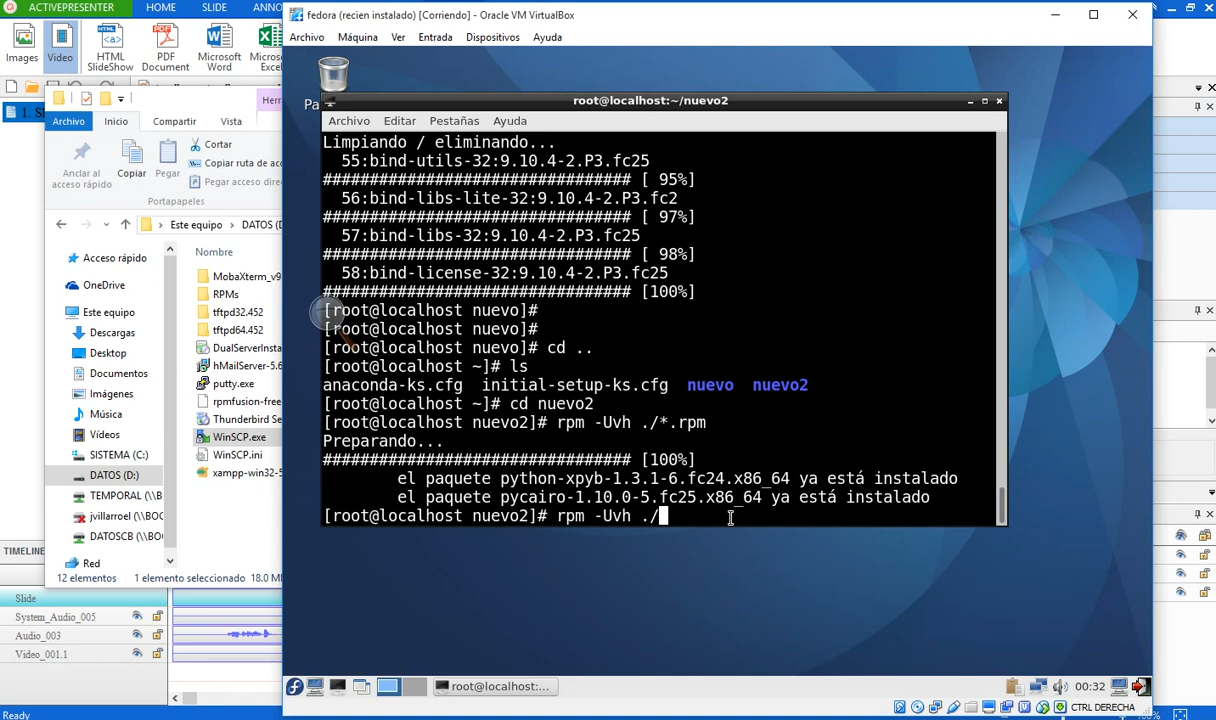 ACTIVEPRESENTER
HOME
SLIDE
ANNO
Images
Video
HTML
SlideShow
PDF
Document
Microsoft
Word
Excel
Archivo
Inicio
Compartir
Vista
Anclar al
acceso rápido
Copiar
Pegar
Cortar
Copiar ruta de acc
Pegar acceso direc
Portapapeles
Este equipo
DATOS (D:)
Nombre
Acceso rápido
OneDrive
Este equipo
Descargas
Desktop
Documentos
Imágenes
Música
Vídeos
SISTEMA (C:)
DATOS (D:)
TEMPORAL (\\B
jvillarroel (\\BO
DATOSCB (\\BO
Red
MobaXterm_v9
RPMs
tftpd32.452
tftpd64.452
DualServerInsta
hMailServer-5.6
putty.exe
rpmfusion-free
Thunderbird Se
WinSCP.exe
WinSCP.ini
xampp-win32-5
12 elementos
1 elemento seleccionado
18.0 M
TIMELINE
Slide
System_Audio_005
Audio_003
Video_001.1
Ready
fedora (recien instalado) [Corriendo] - Oracle VM VirtualBox
Archivo Máquina Ver Entrada Dispositivos Ayuda
root@localhost:~/nuevo2
Archivo Editar Pestañas Ayuda
Limpiando / eliminando...
55:bind-utils-32:9.10.4-2.P3.fc25
################################# [ 95%]
56:bind-libs-lite-32:9.10.4-2.P3.fc2
################################# [ 97%]
57:bind-libs-32:9.10.4-2.P3.fc25
################################# [ 98%]
58:bind-license-32:9.10.4-2.P3.fc25
################################# [100%]
[root@localhost nuevo]#
[root@localhost nuevo]#
[root@localhost nuevo]# cd ..
[root@localhost ~]# ls
anaconda-ks.cfg initial-setup-ks.cfg nuevo nuevo2
[root@localhost ~]# cd nuevo2
[root@localhost nuevo2]# rpm -Uvh ./*.rpm
Preparando...
################################# [100%]
el paquete python-xpyb-1.3.1-6.fc24.x86_64 ya está instalado
el paquete pycairo-1.10.0-5.fc25.x86_64 ya está instalado
[root@localhost nuevo2]# rpm -Uvh ./
root@localhost:...
00:32
CTRL DERECHA